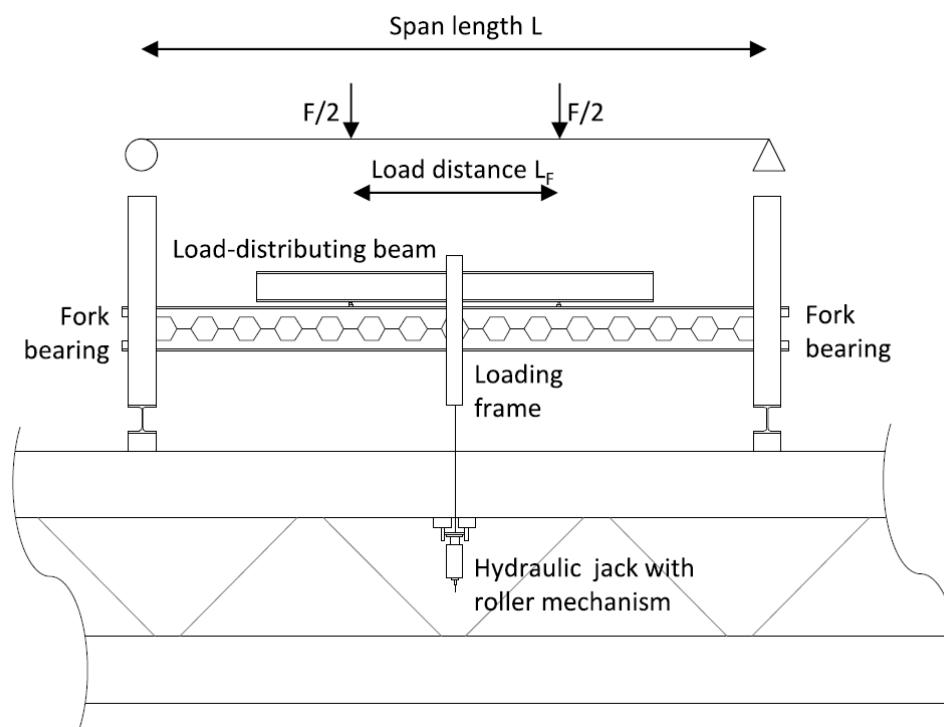 Span length L
F/2
F/2
Load distance L_F
Load-distributing beam
Fork
bearing
Fork
bearing
Loading
frame
Hydraulic jack with
roller mechanism